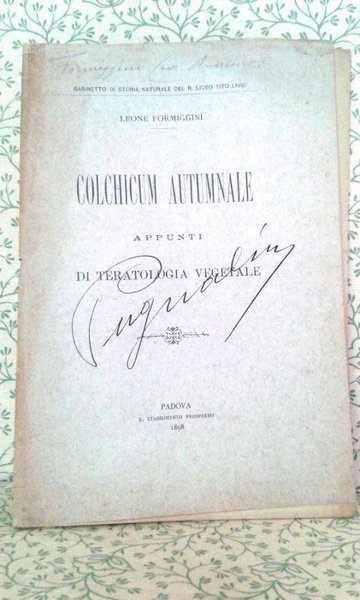 Formiggini
GABINETTO DI STORIA NATURALE DEL R. LICEO TITO LIVIO
LEONE FORMIGGINI
COLCHICUM AUTUMNALE
APPUNTI
DI TERATOLOGIA VEGETALE
PADOVA
R. STABILIMENTO PROSPERINI
1898